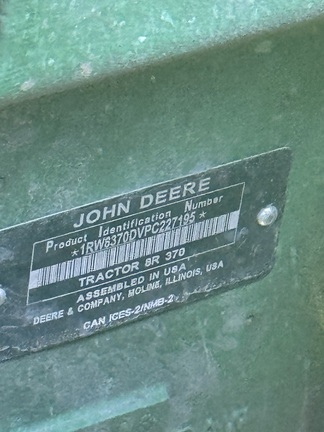 JOHN DEERE
Product Identification Number
*1RW8370DVPC227195*
TRACTOR 8R 370
ASSEMBLED IN USA
DEERE & COMPANY, MOLINE, ILLINOIS, USA
CAN ICES-2/NMB-2